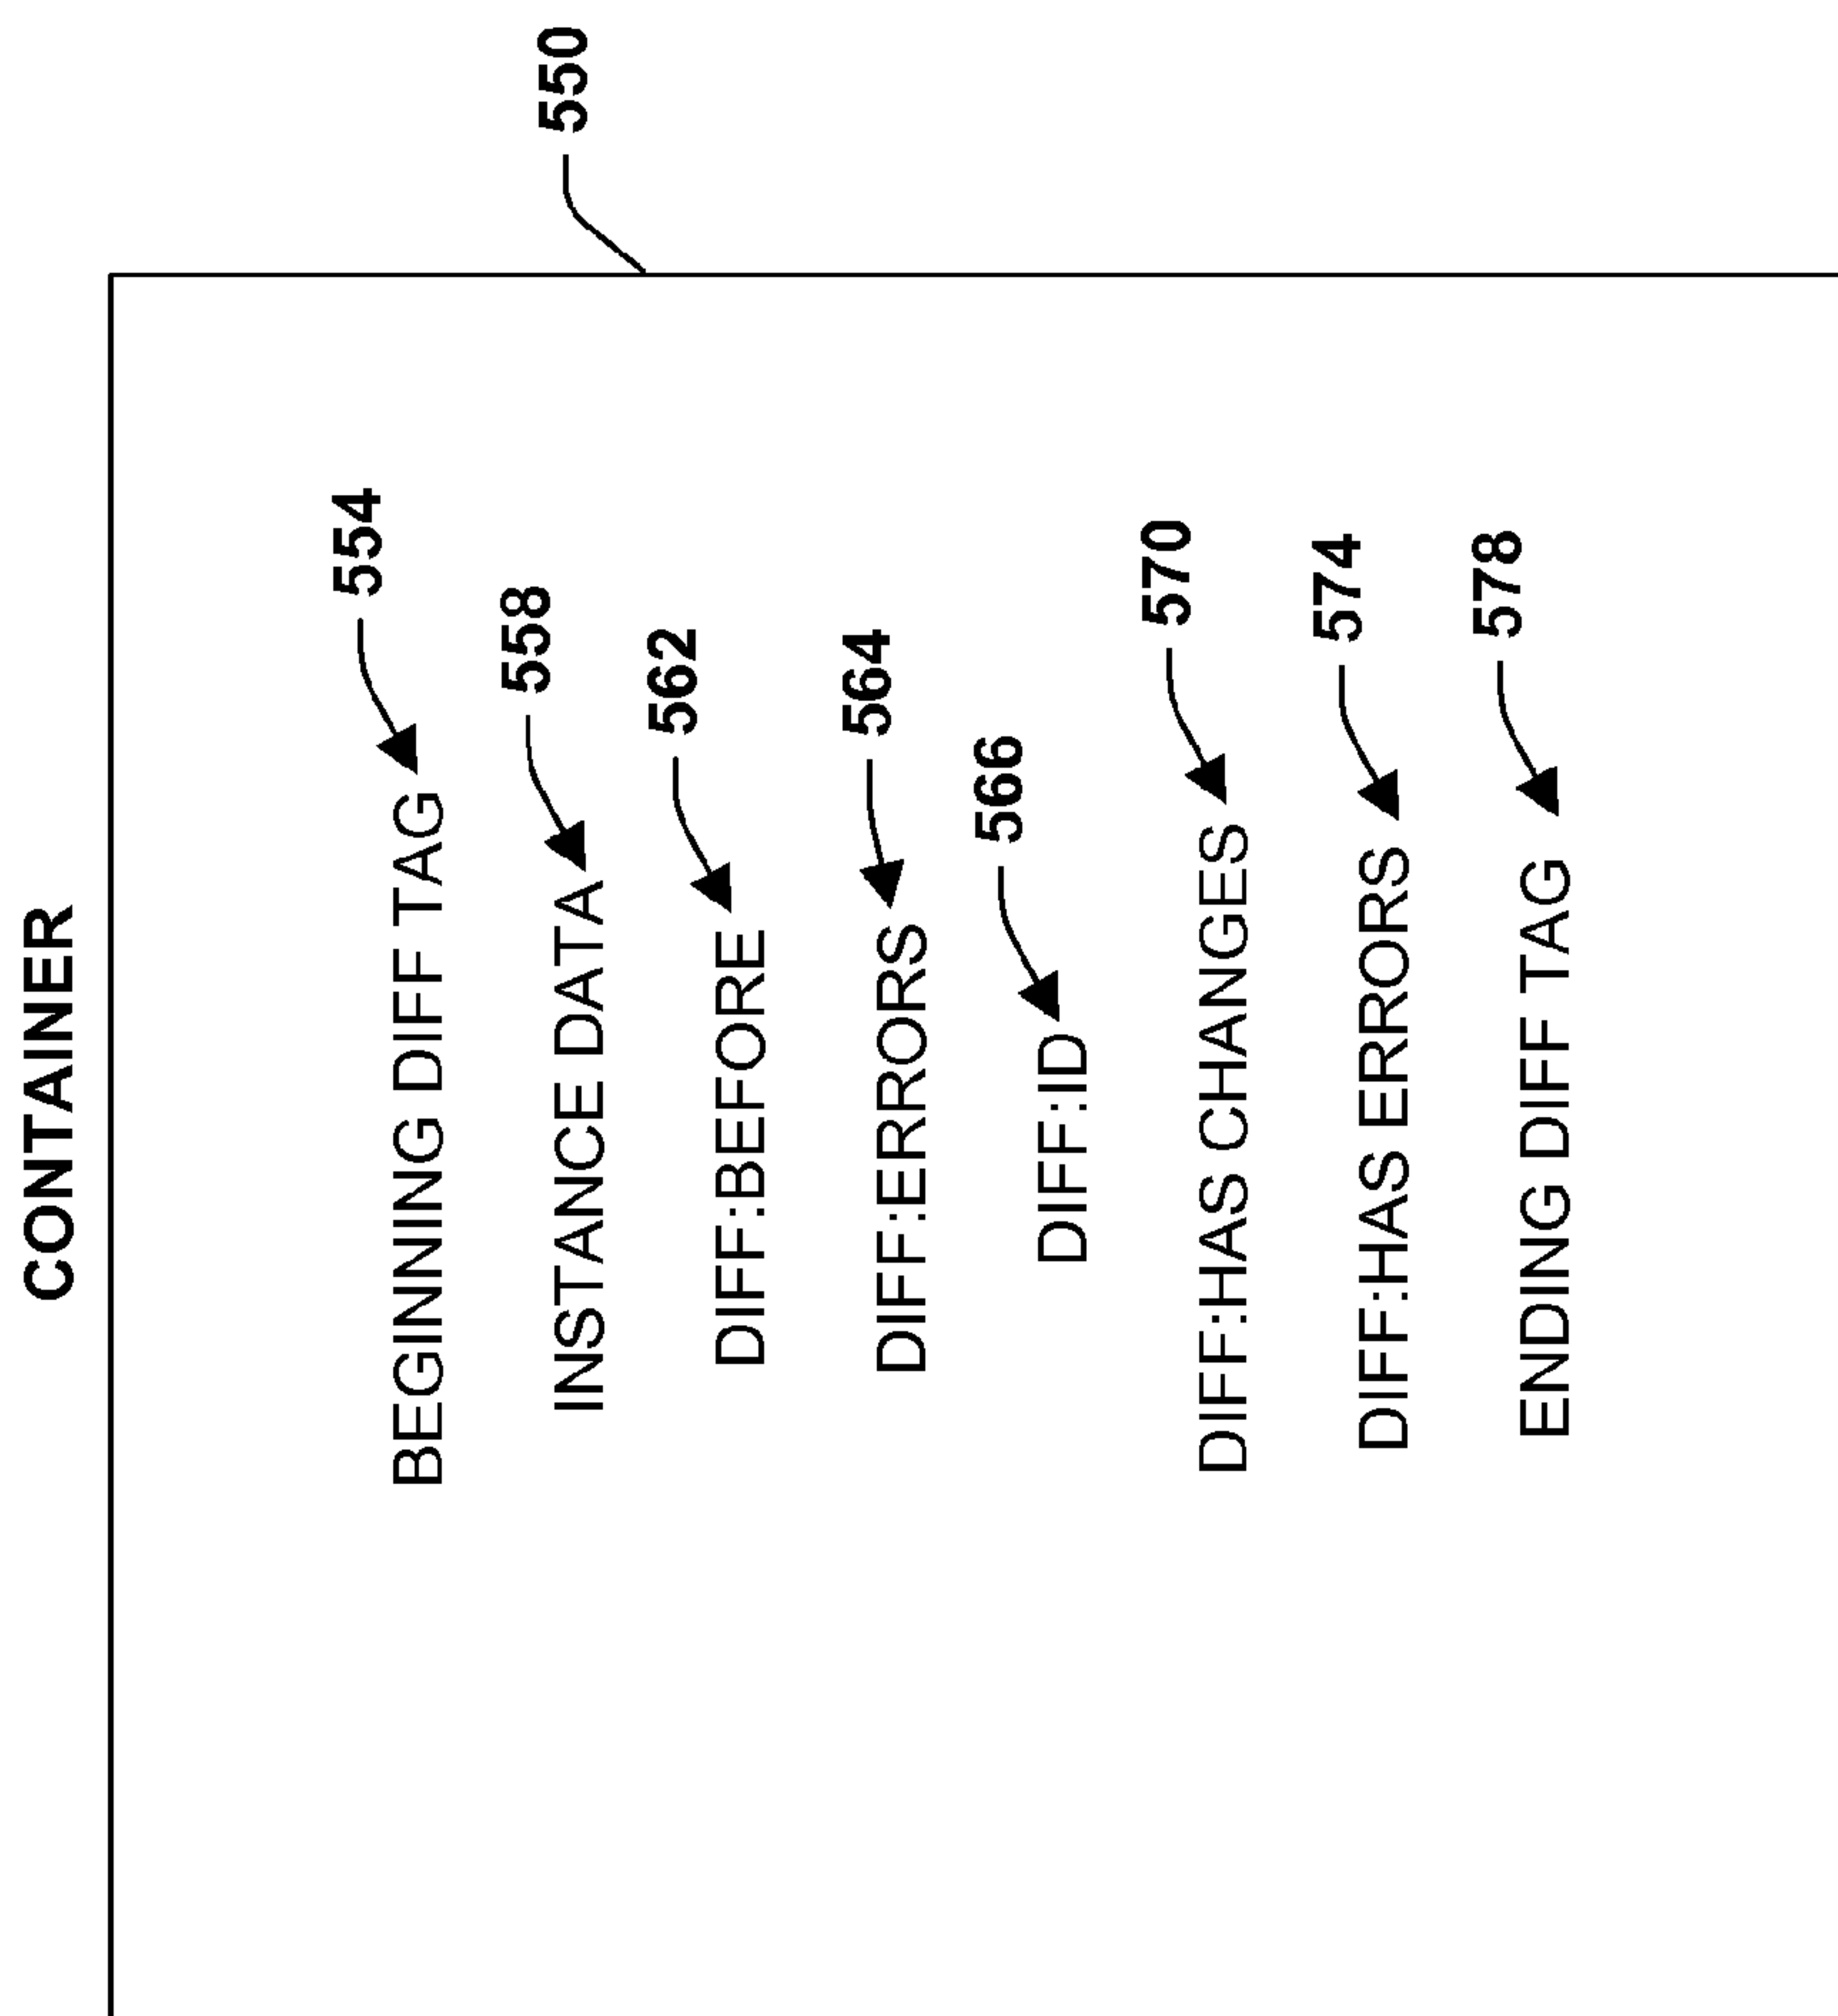 CONTAINER
550
BEGINNING DIFF TAG 554
INSTANCE DATA 558
DIFF:BEFORE 562
DIFF:ERRORS 564
DIFF:ID 566
DIFF:HAS CHANGES 570
DIFF:HAS ERRORS 574
ENDING DIFF TAG 578